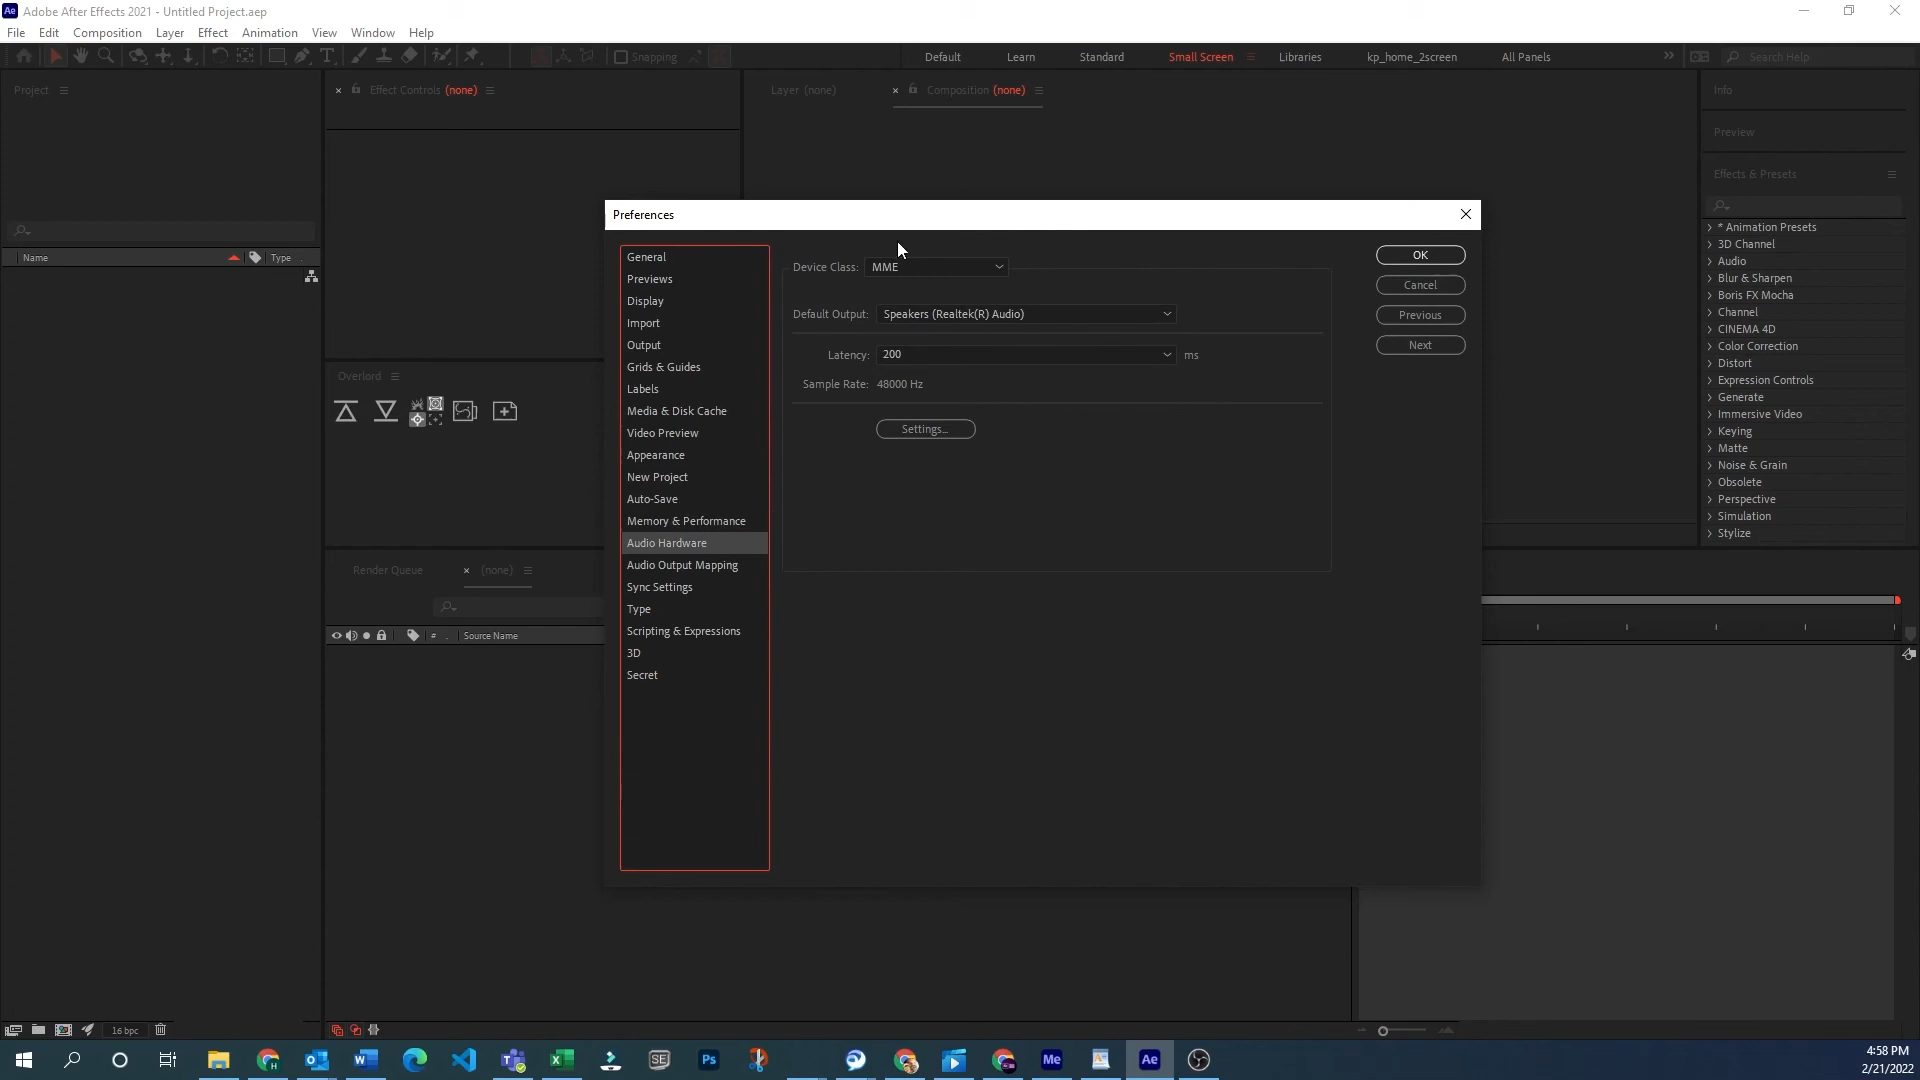 Ae Adobe After Effects 2021 - Untitled Project.aep
File Edit Composition Layer Effect Animation View Window Help
Snapping
Default Learn Standard Small Screen Libraries kp_home_2screen All Panels
Search Help
Project
Effect Controls (none)
Layer (none)
Composition (none)
Info
Preview
Effects & Presets
Name
Type
* Animation Presets
3D Channel
Audio
Blur & Sharpen
Boris FX Mocha
Channel
CINEMA 4D
Color Correction
Distort
Expression Controls
Generate
Immersive Video
Keying
Matte
Noise & Grain
Obsolete
Perspective
Simulation
Stylize
Overlord
Preferences
General
Previews
Display
Import
Output
Grids & Guides
Labels
Media & Disk Cache
Video Preview
Appearance
New Project
Auto-Save
Memory & Performance
Audio Hardware
Audio Output Mapping
Sync Settings
Type
Scripting & Expressions
3D
Secret
Device Class: MME
Default Output: Speakers (Realtek(R) Audio)
Latency: 200 ms
Sample Rate: 48000 Hz
Settings...
OK
Cancel
Previous
Next
Render Queue
(none)
# Source Name
16 bpc
SE Ps Me Ae
4:58 PM
2/21/2022